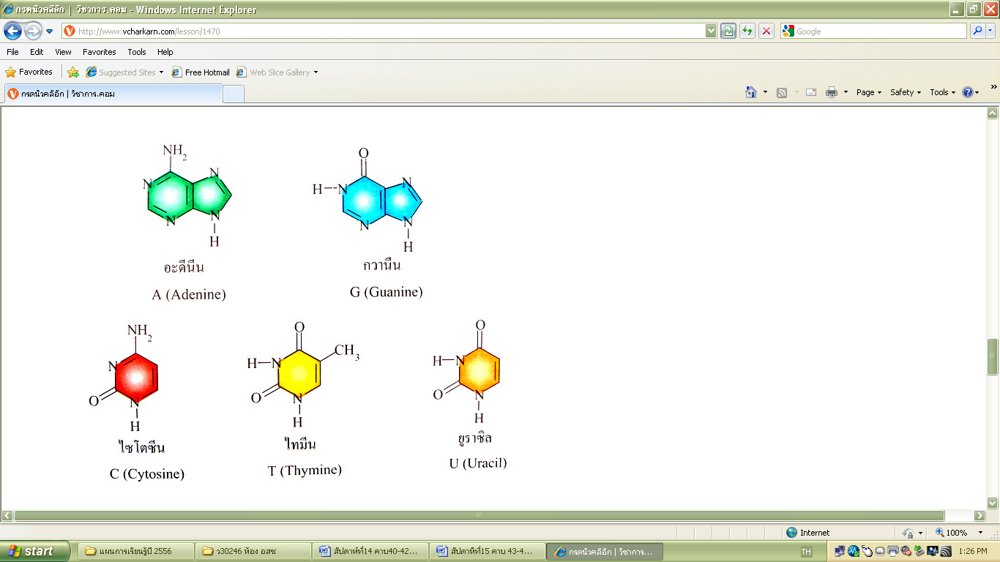 กรดนิวคลีอีก | วิชาการ.คอม - Windows Internet Explorer
http://www.vcharkarn.com/lesson/1470
Google
File Edit View Favorites Tools Help
Favorites Suggested Sites Free Hotmail Web Slice Gallery
กรดนิวคลีอีก | วิชาการ.คอม
Page Safety Tools
NH2
N
N
N
N
H
O
H
N
N
N
N
H
อะดีนีน
กวานีน
A (Adenine)
G (Guanine)
NH2
N
O
N
H
O
CH3
H
N
O
N
H
O
H
N
O
N
H
ไซโตซีน
ไทมีน
ยูราซิล
C (Cytosine)
T (Thymine)
U (Uracil)
Internet 100%
start แผนการเรียนรู้ปี 2556 ว30246 ห้อง อสช สัปดาห์ที่14 คาบ40-42... สัปดาห์ที่15 คาบ 43-4... กรดนิวคลีอีก | วิชาการ... TH 1:26 PM